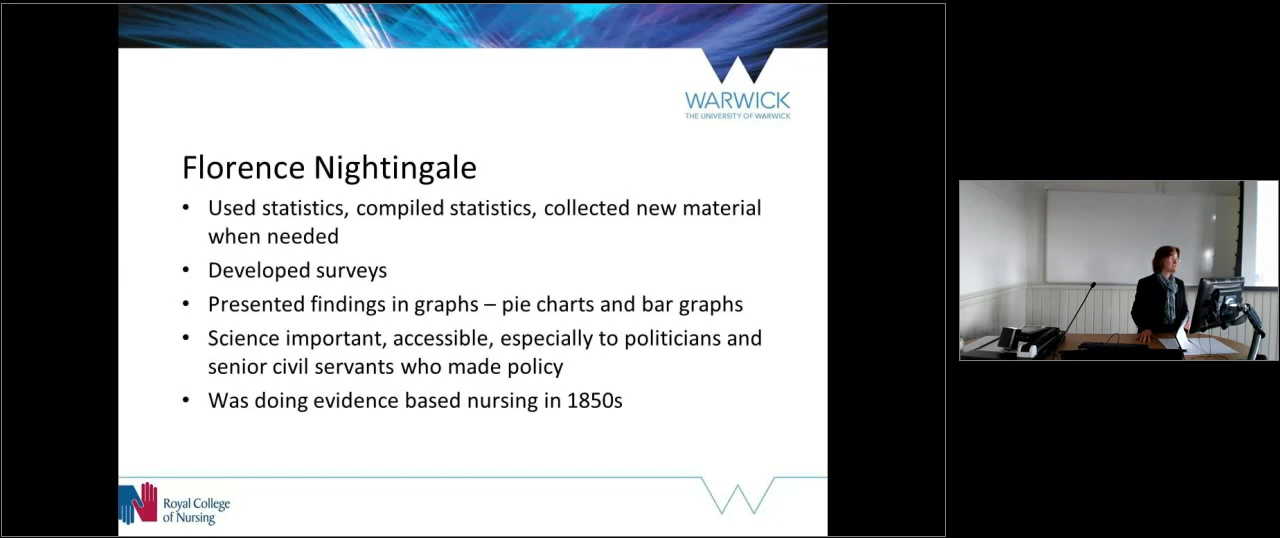 WARWICK
THE UNIVERSITY OF WARWICK
Florence Nightingale
• Used statistics, compiled statistics, collected new material
when needed
• Developed surveys
• Presented findings in graphs – pie charts and bar graphs
• Science important, accessible, especially to politicians and
senior civil servants who made policy
• Was doing evidence based nursing in 1850s
Royal College
of Nursing